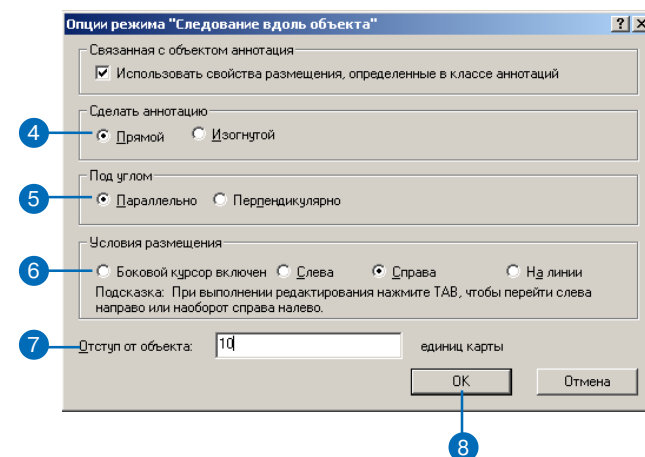 Опции режима "Следование вдоль объекта"
Связанная с объектом аннотация
Использовать свойства размещения, определенные в классе аннотаций
Сделать аннотацию
4 Прямой Изогнутой
Под углом
5 Параллельно Перпендикулярно
Условия размещения
6 Боковой курсор включен Слева Справа На линии
Подсказка: При выполнении редактирования нажмите TAB, чтобы перейти слева
направо или наоборот справа налево.
7 Отступ от объекта: 10 единиц карты
OK Отмена
8